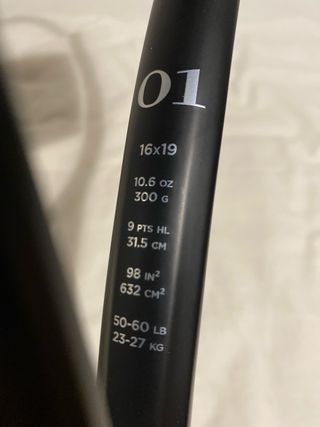 01
16x19
10.6 OZ
300 G
9 PTS HL
31.5 CM
98 IN²
632 CM²
50-60 LB
23-27 KG